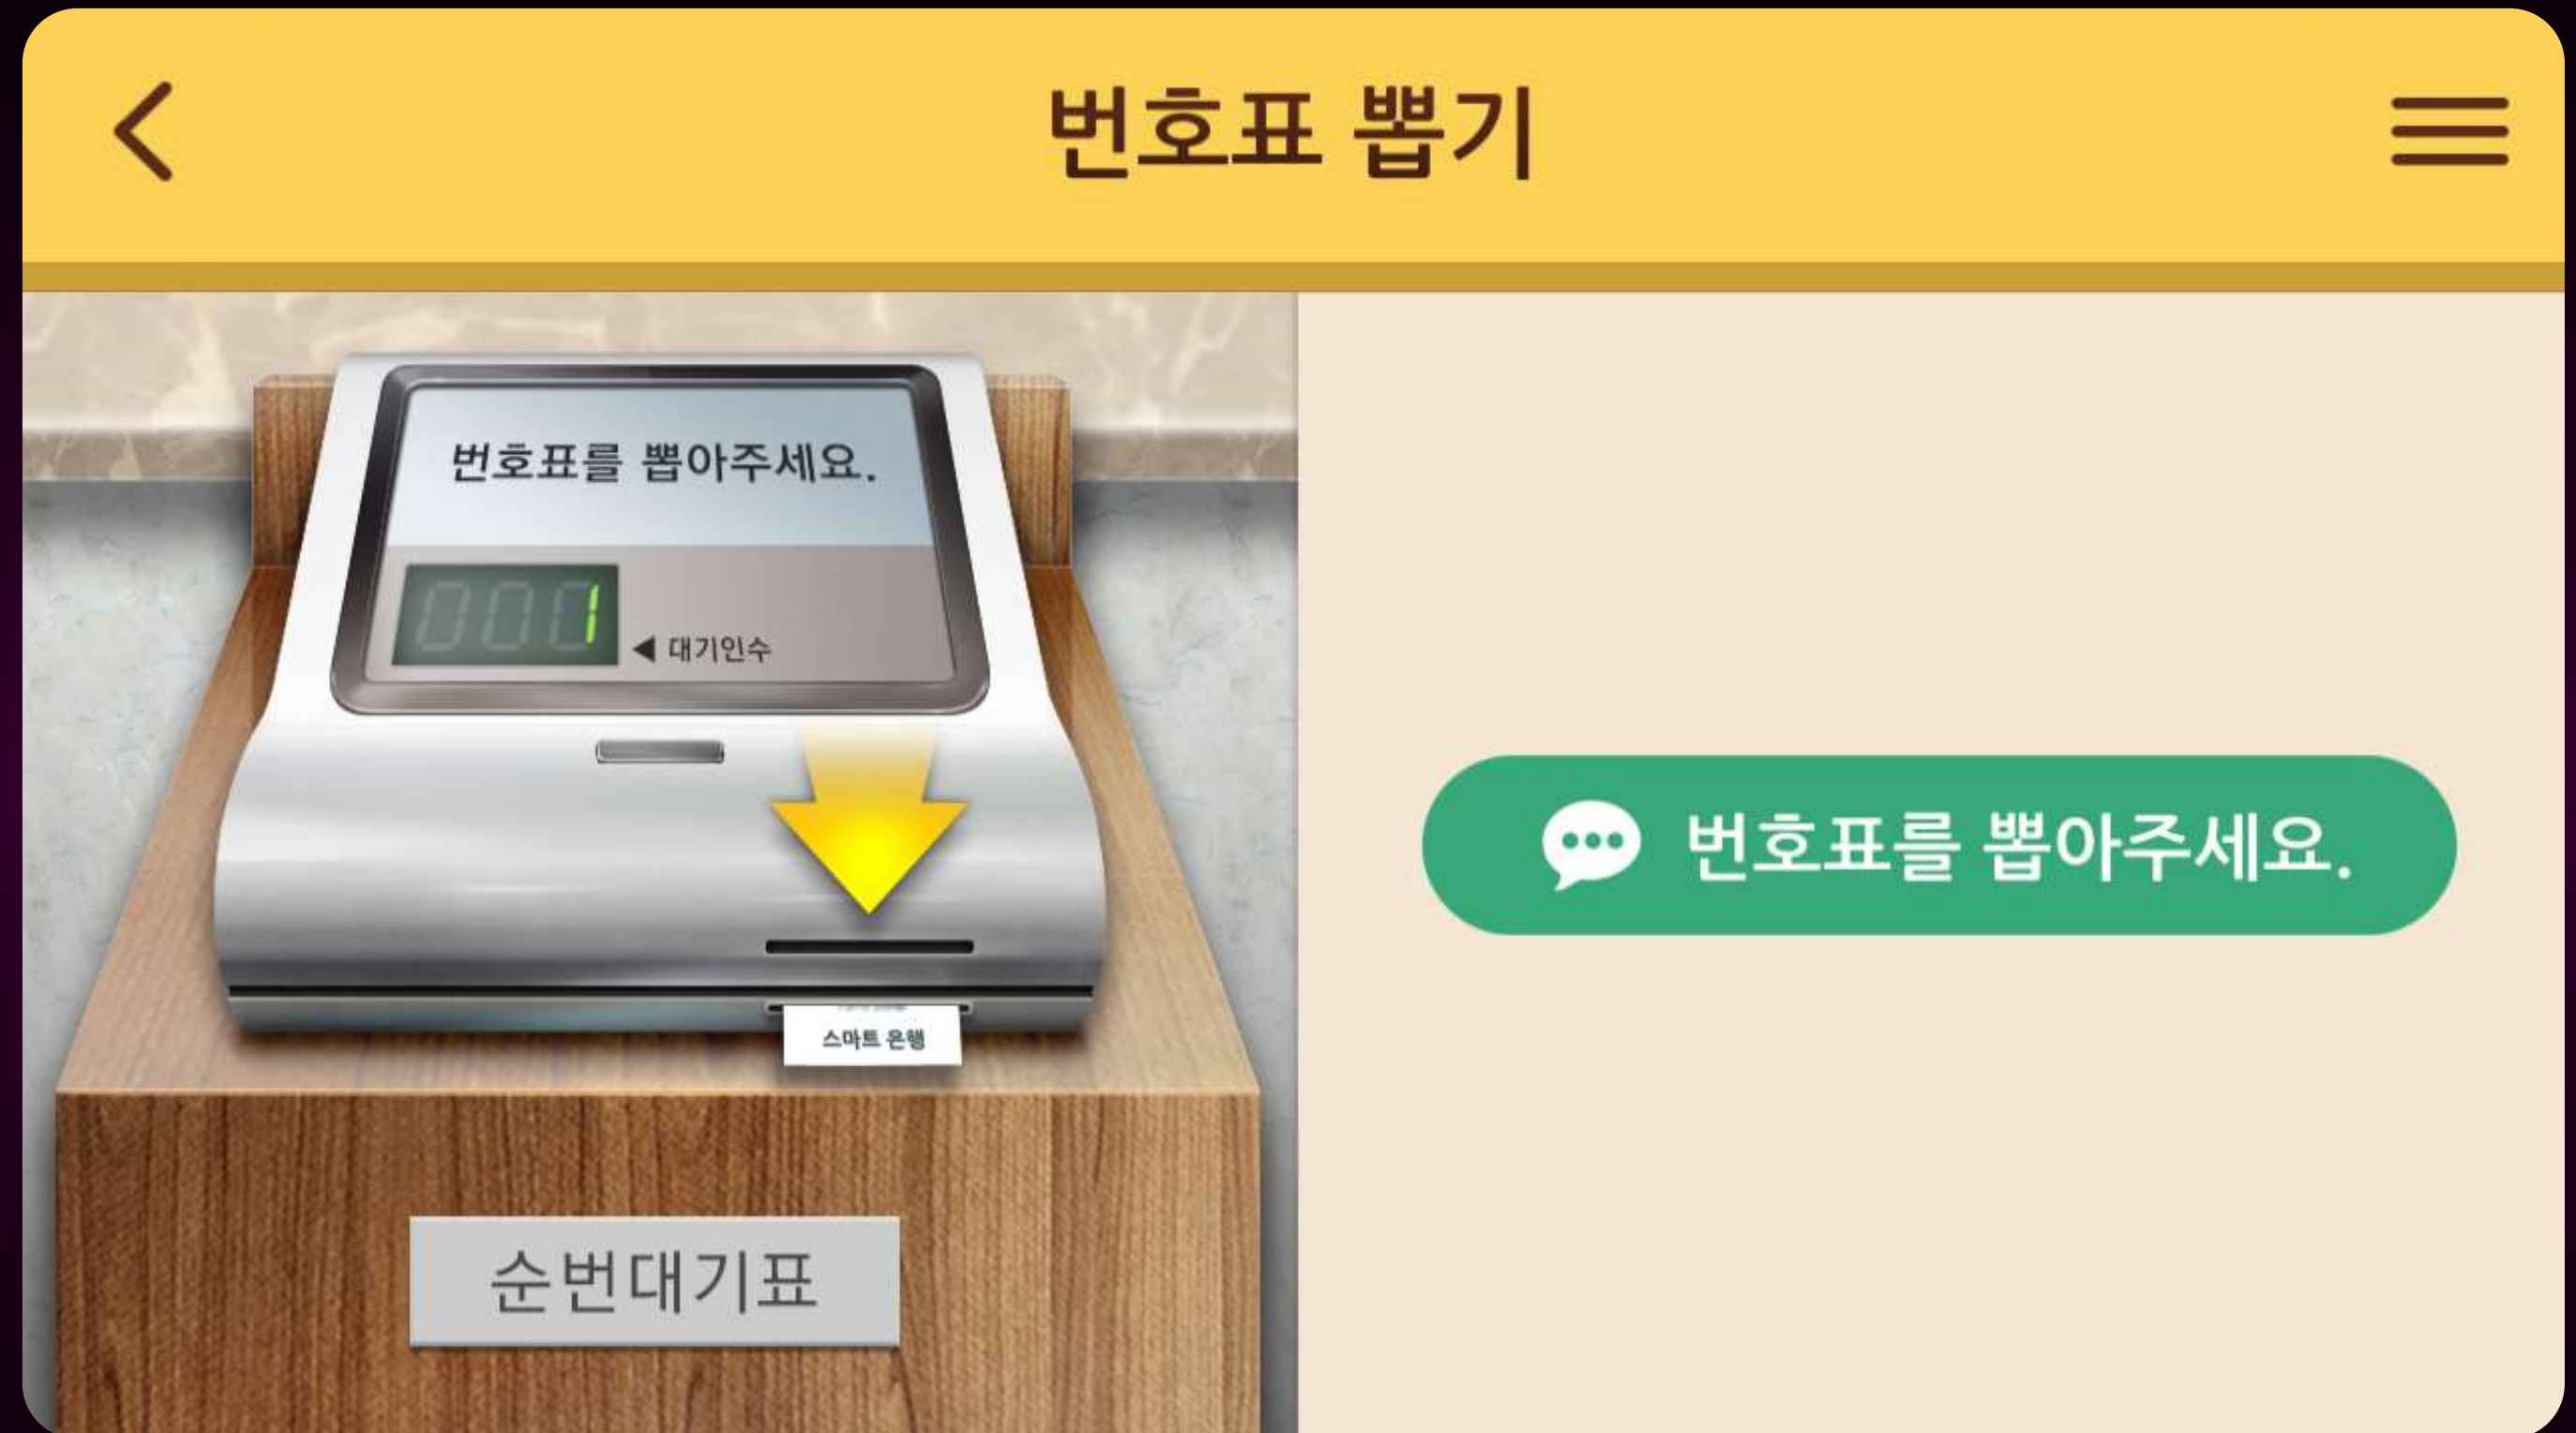 번호표 뽑기
번호표를 뽑아주세요.
0001
◀ 대기인수
스마트 은행
순번대기표
번호표를 뽑아주세요.